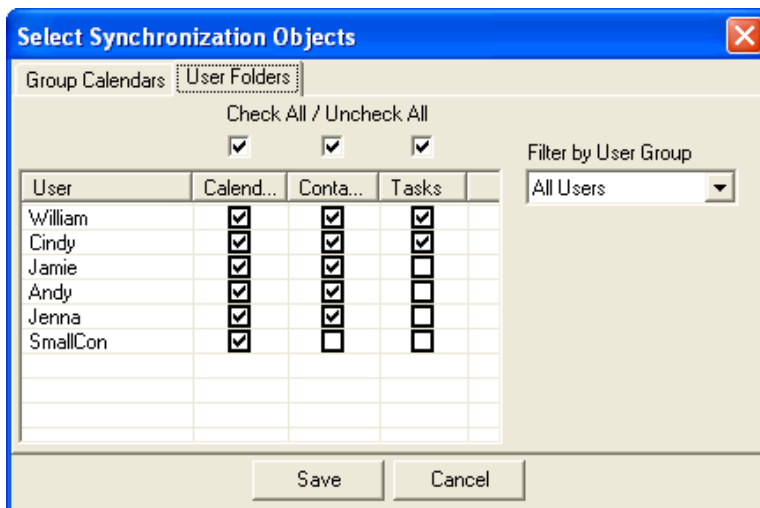 Select Synchronization Objects
Group Calendars User Folders
Check All / Uncheck All
Filter by User Group
All Users
User Calend... Conta... Tasks
William
Cindy
Jamie
Andy
Jenna
SmallCon
Save Cancel